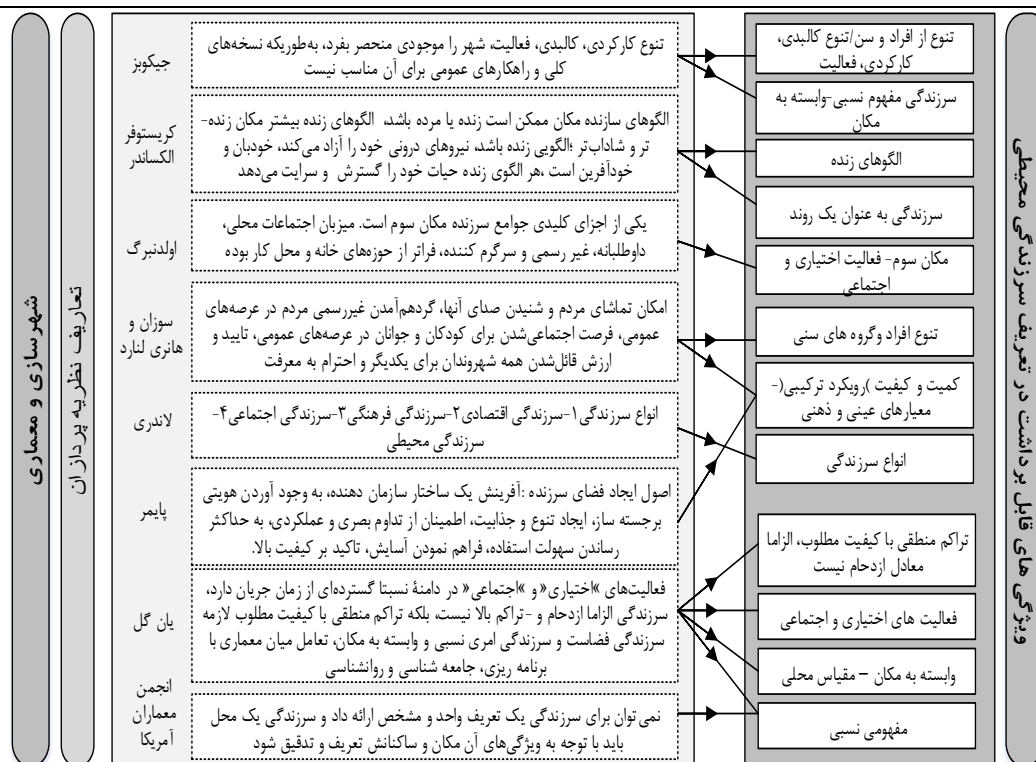 شهرسازی و معماری
تعاریف نظریه پردازان
جیکوبز
تنوع کارکردی، کالبدی، فعالیت، شهر را موجودی منحصر بفرد، به‌طوریکه نسخه‌های
کلی و راهکارهای عمومی برای آن مناسب نیست
کریستوفر
الکساندر
الگوهای سازنده مکان ممکن است زنده یا مرده باشد، الگوهای زنده بیشتر مکان زنده-
تر و شاداب‌تر ؛الگویی زنده باشد، نیروهای درونی خود را آزاد می‌کند، خودبان و
خودآفرین است ،هر الگوی زنده حیات خود را گسترش و سرایت می‌دهد
اولدنبرگ
یکی از اجزای کلیدی جوامع سرزنده مکان سوم است. میزبان اجتماعات محلی،
داوطلبانه، غیر رسمی و سرگرم کننده، فراتر از حوزه‌های خانه و محل کار بوده
سوزان و
هانری لنارد
امکان تماشای مردم و شنیدن صدای آنها، گردهم‌آمدن غیررسمی مردم در عرصه‌های
عمومی، فرصت اجتماعی‌شدن برای کودکان و جوانان در عرصه‌های عمومی، تایید و
ارزش قائل‌شدن همه شهروندان برای یکدیگر و احترام به معرفت
لاندری
انواع سرزندگی۱-سرزندگی اقتصادی۲-سرزندگی فرهنگی۳-سرزندگی اجتماعی۴-
سرزندگی محیطی
پایمر
اصول ایجاد فضای سرزنده :آفرینش یک ساختار سازمان دهنده، به وجود آوردن هویتی
برجسته ساز، ایجاد تنوع و جذابیت، اطمینان از تداوم بصری و عملکردی، به حداکثر
رساندن سهولت استفاده، فراهم نمودن آسایش، تاکید بر کیفیت بالا.
یان گل
فعالیت‌های »اختیاری« و »اجتماعی« در دامنهٔ نسبتا گسترده‌ای از زمان جریان دارد،
سرزندگی الزاما ازدحام و -تراکم بالا نیست، بلکه تراکم منطقی با کیفیت مطلوب لازمه
سرزندگی فضاست و سرزندگی امری نسبی و وابسته به مکان، تعامل میان معماری با
برنامه ریزی، جامعه شناسی و روانشناسی
انجمن
معماران
آمریکا
نمی توان برای سرزندگی یک تعریف واحد و مشخص ارائه داد و سرزندگی یک محل
باید با توجه به ویژگی‌های آن مکان و ساکنانش تعریف و تدقیق شود
تنوع از افراد و سن/تنوع کالبدی،
کارکردی، فعالیت
سرزندگی مفهوم نسبی-وابسته به
مکان
الگوهای زنده
سرزندگی به عنوان یک روند
مکان سوم- فعالیت اختیاری و
اجتماعی
تنوع افراد وگروه های سنی
کمیت و کیفیت )رویکرد ترکیبی(-
معیارهای عینی و ذهنی
انواع سرزندگی
تراکم منطقی با کیفیت مطلوب، الزاما
معادل ازدحام نیست
فعالیت های اختیاری و اجتماعی
وابسته به مکان – مقیاس محلی
مفهومی نسبی
ویژگی های قابل برداشت در تعریف سرزندگی محیطی